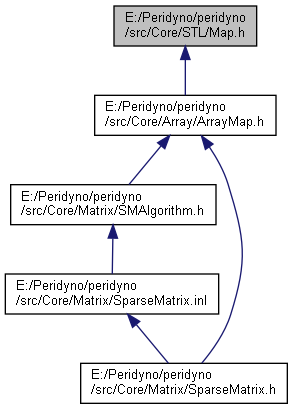 E:/Peridyno/peridyno
/src/Core/STL/Map.h
E:/Peridyno/peridyno
/src/Core/Array/ArrayMap.h
E:/Peridyno/peridyno
/src/Core/Matrix/SMAlgorithm.h
E:/Peridyno/peridyno
/src/Core/Matrix/SparseMatrix.inl
E:/Peridyno/peridyno
/src/Core/Matrix/SparseMatrix.h